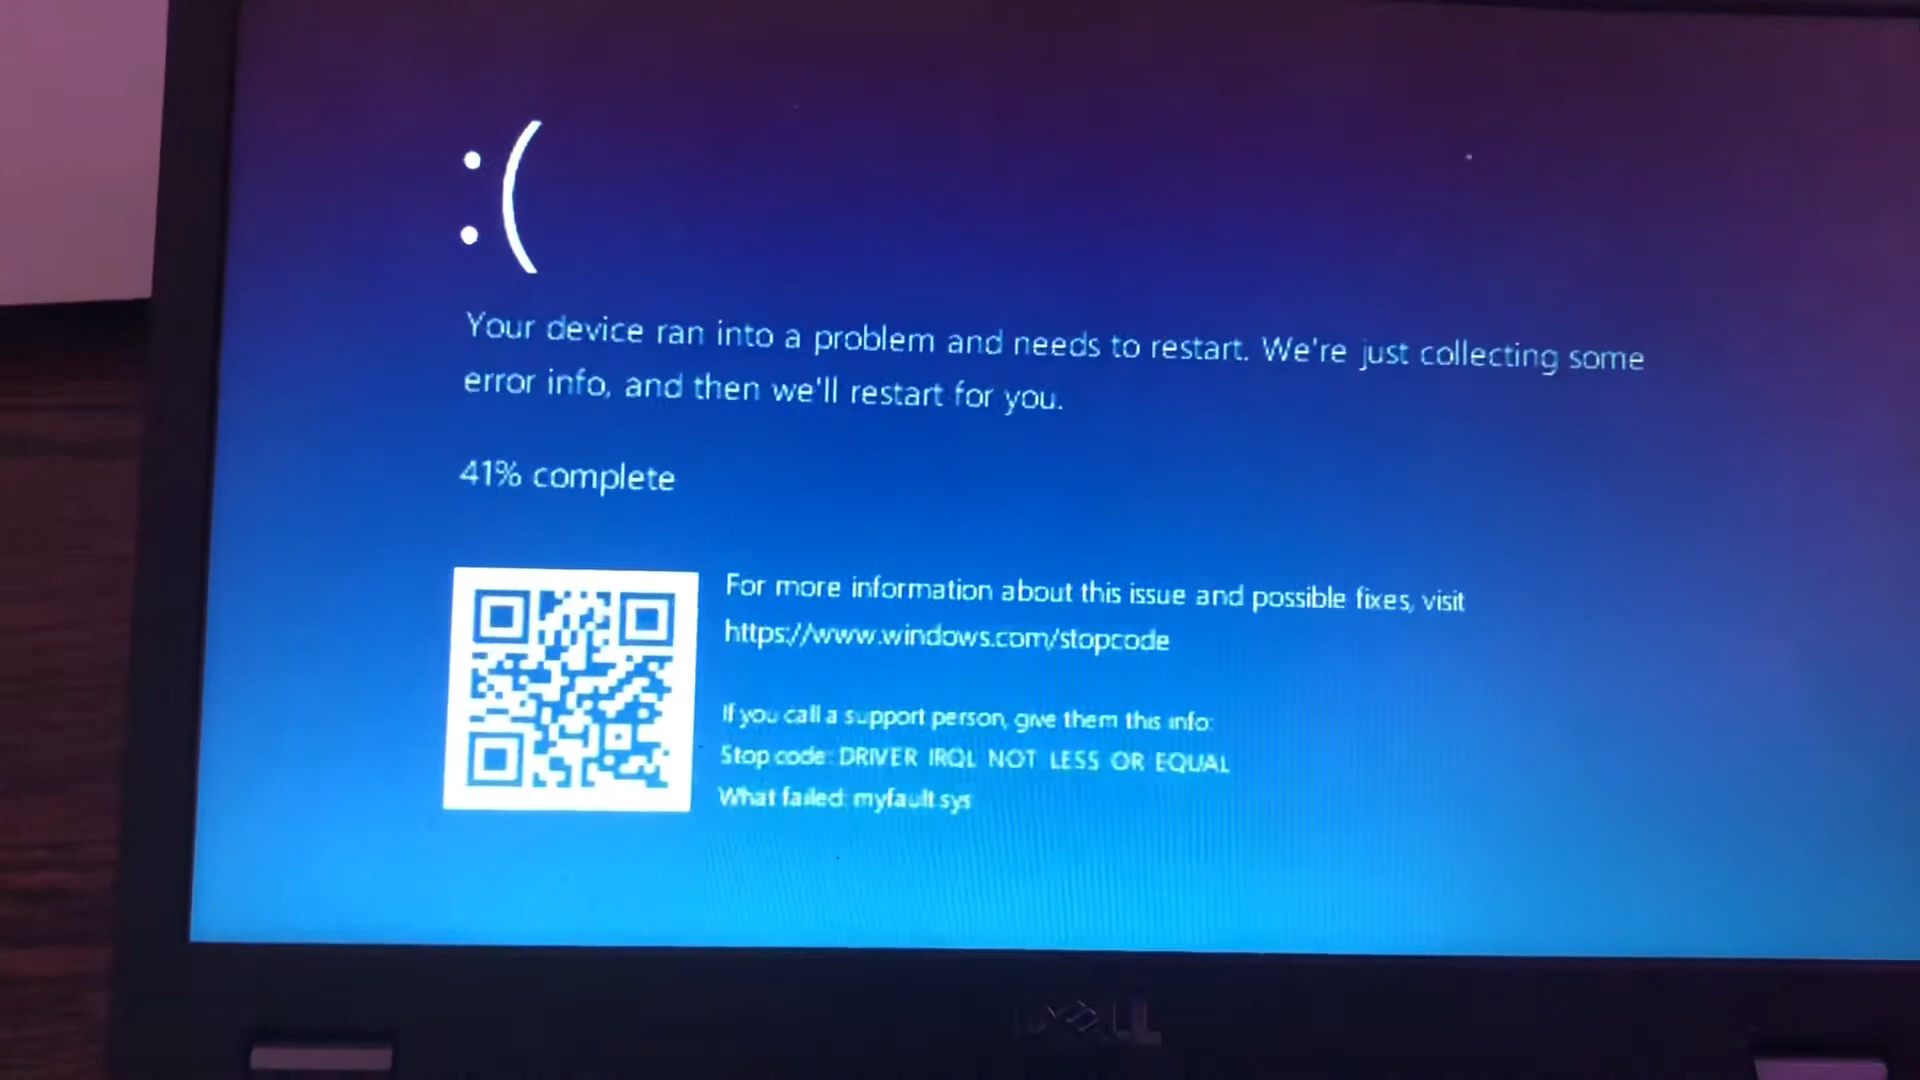 :(
Your device ran into a problem and needs to restart. We're just collecting some
error info, and then we'll restart for you.
41% complete
For more information about this issue and possible fixes, visit
https://www.windows.com/stopcode
If you call a support person, give them this info:
Stop code: DRIVER IRQL NOT LESS OR EQUAL
What failed: myfault.sys
DELL